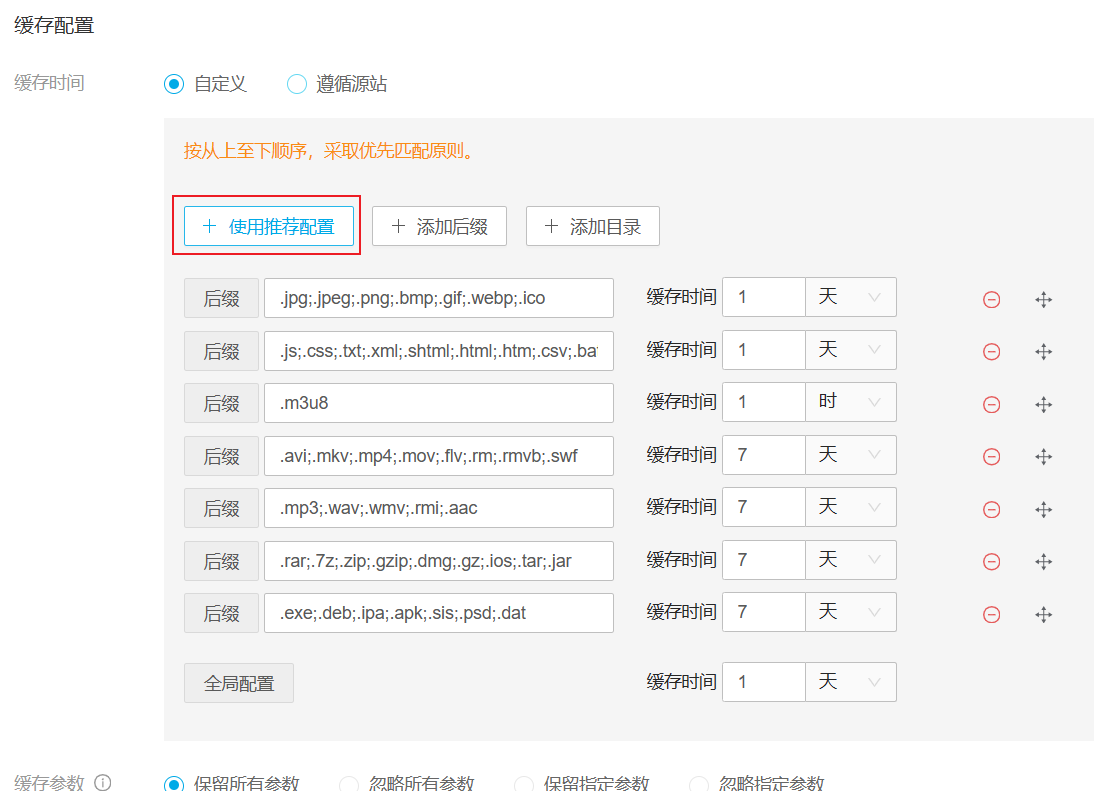 缓存配置
缓存时间 自定义 遵循源站
按从上至下顺序，采取优先匹配原则。
使用推荐配置 添加后缀 添加目录
后缀 .jpg;.jpeg;.png;.bmp;.gif;.webp;.ico 缓存时间 1 天
后缀 .js;.css;.txt;.xml;.shtml;.html;.htm;.csv;.ba 缓存时间 1 天
后缀 .m3u8 缓存时间 1 时
后缀 .avi;.mkv;.mp4;.mov;.flv;.rm;.rmvb;.swf 缓存时间 7 天
后缀 .mp3;.wav;.wmv;.rmi;.aac 缓存时间 7 天
后缀 .rar;.7z;.zip;.gzip;.dmg;.gz;.ios;.tar;.jar 缓存时间 7 天
后缀 .exe;.deb;.ipa;.apk;.sis;.psd;.dat 缓存时间 7 天
全局配置 缓存时间 1 天
缓存参数 保留所有参数 忽略所有参数 保留指定参数 忽略指定参数